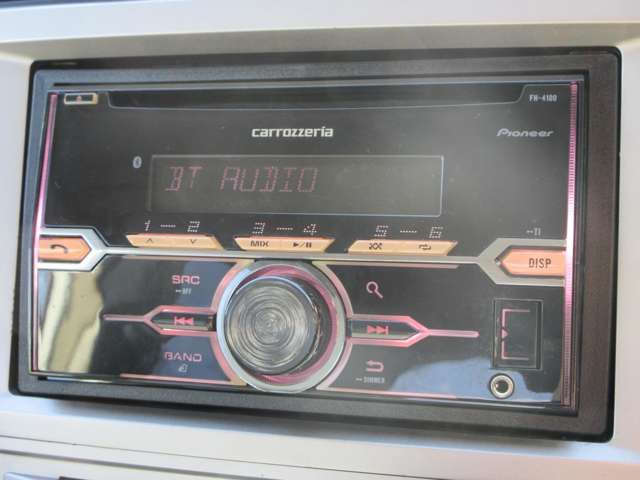 FH-4100
carrozzeria
Pioneer
BT AUDIO
1 — 2
3 — 4
5 — 6
MIX
DISP
SRC
OFF
BAND
DIMMER